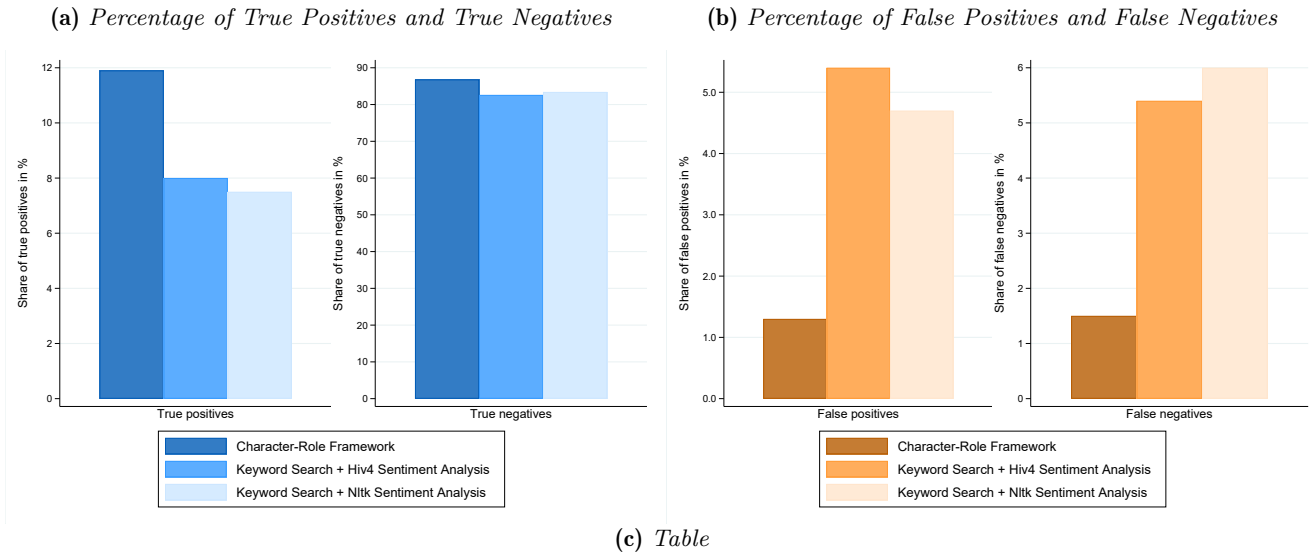 (a) Percentage of True Positives and True Negatives
(b) Percentage of False Positives and False Negatives
Share of true positives in %
12
10
8
6
4
2
0
True positives
Share of true negatives in %
90
80
70
60
50
40
30
20
10
0
True negatives
Character-Role Framework
Keyword Search + Hiv4 Sentiment Analysis
Keyword Search + Nltk Sentiment Analysis
Share of false positives in %
5.0
4.0
3.0
2.0
1.0
0.0
False positives
Share of false negatives in %
6
5
4
3
2
1
0
False negatives
Character-Role Framework
Keyword Search + Hiv4 Sentiment Analysis
Keyword Search + Nltk Sentiment Analysis
(c) Table